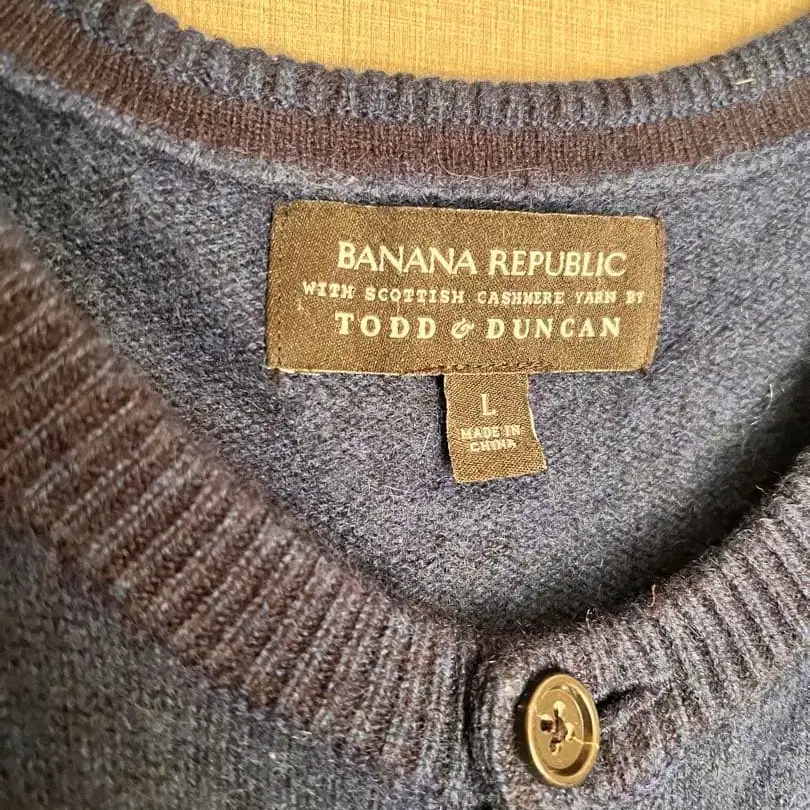 BANANA REPUBLIC
WITH SCOTTISH CASHMERE YARN BY
TODD & DUNCAN
L
MADE IN
CHINA